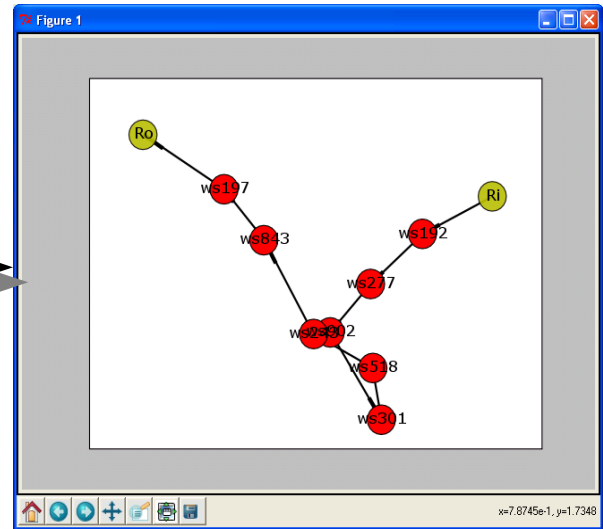 Figure 1
Ro
ws197
Ri
ws843
ws192
ws277
ws518
ws301
x=7.8745e-1, y=1.7348